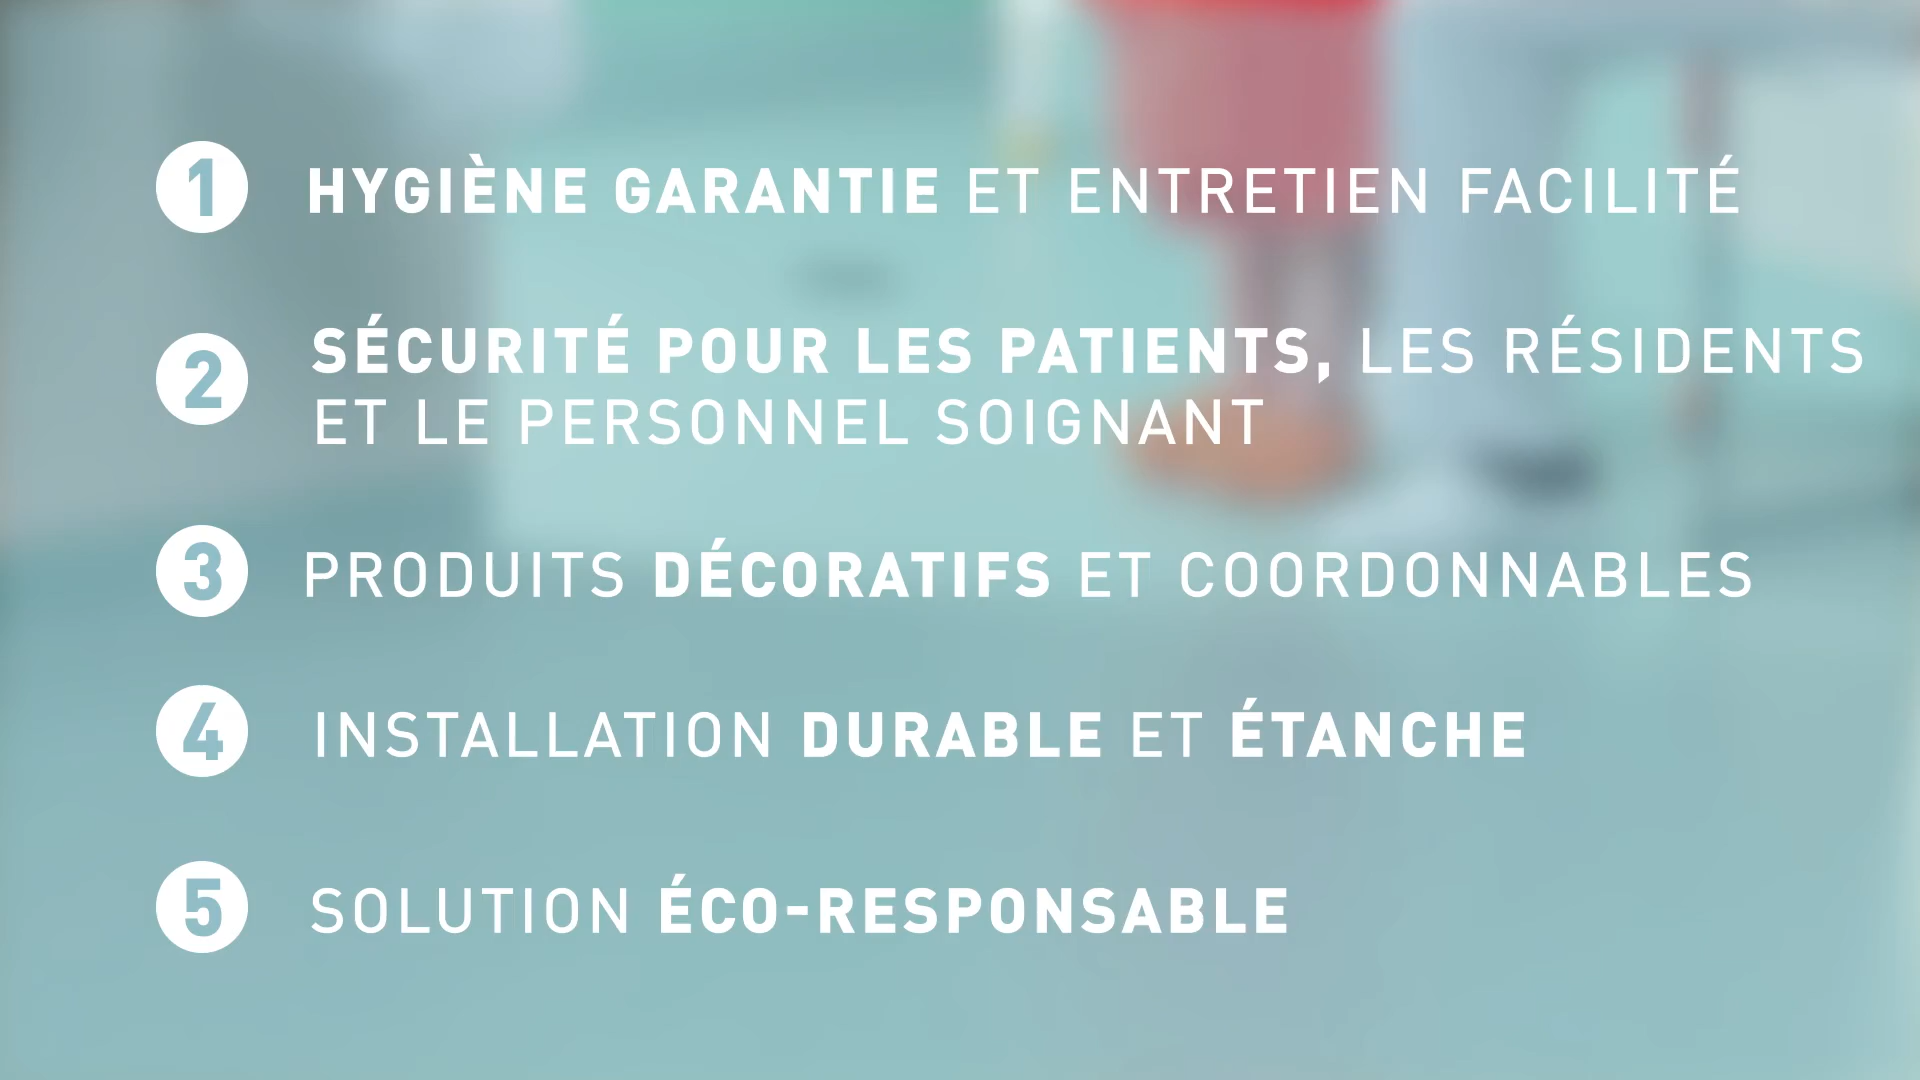 1 HYGIÈNE GARANTIE ET ENTRETIEN FACILITÉ
2 SÉCURITÉ POUR LES PATIENTS, LES RÉSIDENTS
ET LE PERSONNEL SOIGNANT
3 PRODUITS DÉCORATIFS ET COORDONNABLES
4 INSTALLATION DURABLE ET ÉTANCHE
5 SOLUTION ÉCO-RESPONSABLE